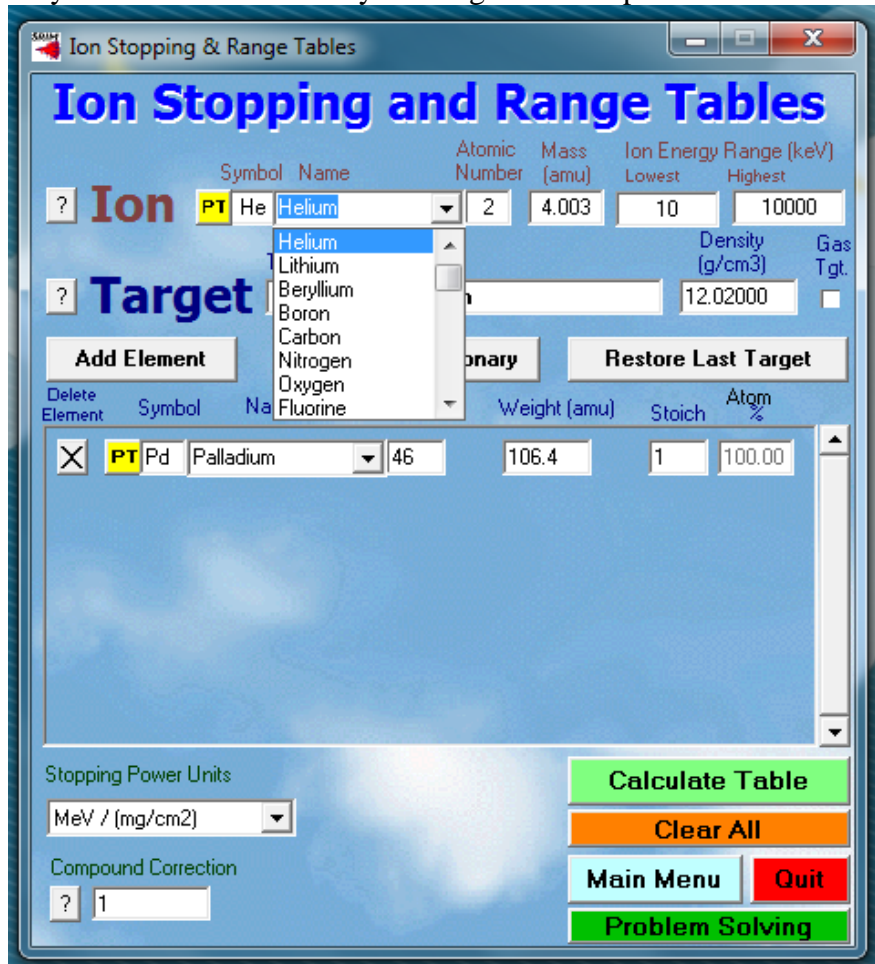 Ion Stopping & Range Tables
Ion Stopping and Range Tables
Symbol Name Atomic Number Mass (amu) Ion Energy Range (keV) Lowest Highest
? Ion PT He Helium 2 4.003 10 10000
Helium
Lithium
Beryllium
Boron
Carbon
Nitrogen
Oxygen
Fluorine
Density (g/cm3) Gas Tgt.
? Target 12.02000
Add Element Restore Last Target
Delete Element Symbol Weight (amu) Stoich Atom %
X PT Pd Palladium 46 106.4 1 100.00
Stopping Power Units
MeV / (mg/cm2)
Compound Correction
? 1
Calculate Table
Clear All
Main Menu Quit
Problem Solving